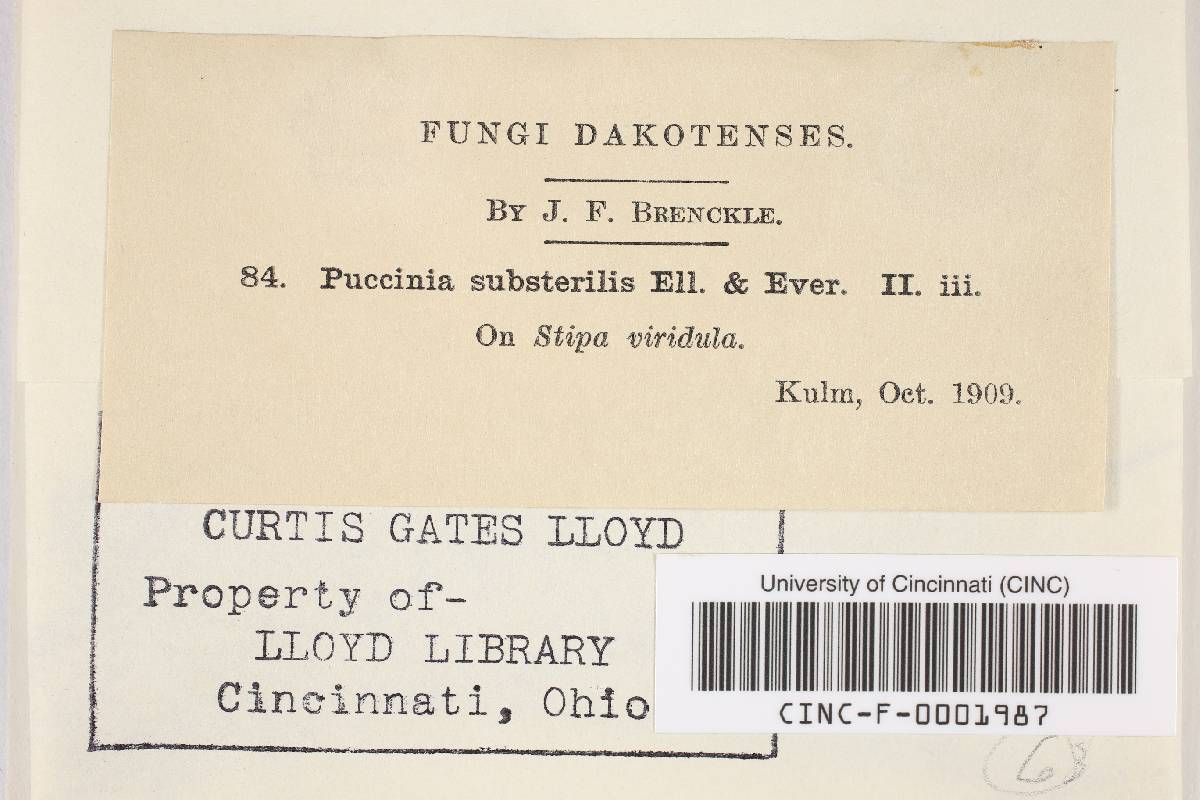 FUNGI DAKOTENSES.
BY J. F. BRENCKLE.
84. Puccinia substerilis Ell. & Ever. II. iii.
On Stipa viridula.
Kulm, Oct. 1909.
CURTIS GATES LLOYD
Property of-
LLOYD LIBRARY
Cincinnati, Ohio
University of Cincinnati (CINC)
CINC-F-0001987